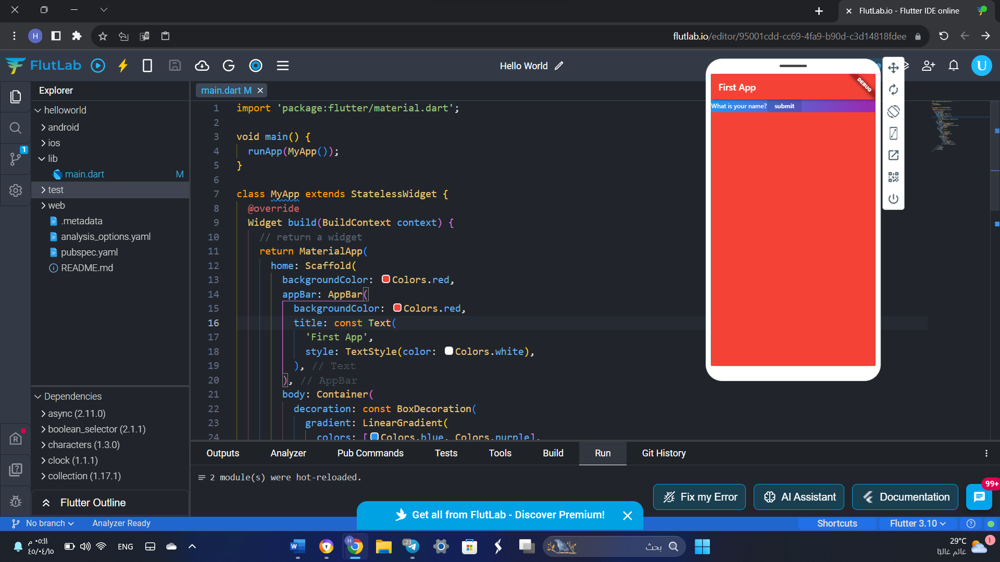 FlutLab.io - Flutter IDE online
H
flutlab.io/editor/95001cdd-cc69-4fa9-b90d-c3d14818fdee
FlutLab
Hello World
U
Explorer
helloworld
android
ios
lib
main.dart M
test
web
.metadata
analysis_options.yaml
pubspec.yaml
README.md
1
Dependencies
async (2.11.0)
boolean_selector (2.1.1)
characters (1.3.0)
clock (1.1.1)
collection (1.17.1)
Flutter Outline
main.dart M
1 import 'package:flutter/material.dart';
2
3 void main() {
4 runApp(MyApp());
5 }
6
7 class MyApp extends StatelessWidget {
8 @override
9 Widget build(BuildContext context) {
10 // return a widget
11 return MaterialApp(
12 home: Scaffold(
13 backgroundColor: Colors.red,
14 appBar: AppBar(
15 backgroundColor: Colors.red,
16 title: const Text(
17 'First App',
18 style: TextStyle(color: Colors.white),
19 ), // Text
20 ), // AppBar
21 body: Container(
22 decoration: const BoxDecoration(
23 gradient: LinearGradient(
24 colors: [Colors.blue, Colors.purple],
First App
DEBUG
What is your name? submit
Outputs Analyzer Pub Commands Tests Tools Build Run Git History
2 module(s) were hot-reloaded.
Fix my Error
AI Assistant
Documentation
99+
Get all from FlutLab - Discover Premium!
No branch Analyzer Ready
Shortcuts Flutter 3.10
٠٥:١١ م
٤٥/٠٤/١٥
ENG
H
23
بحث
29°C
غائم غالبًا
١